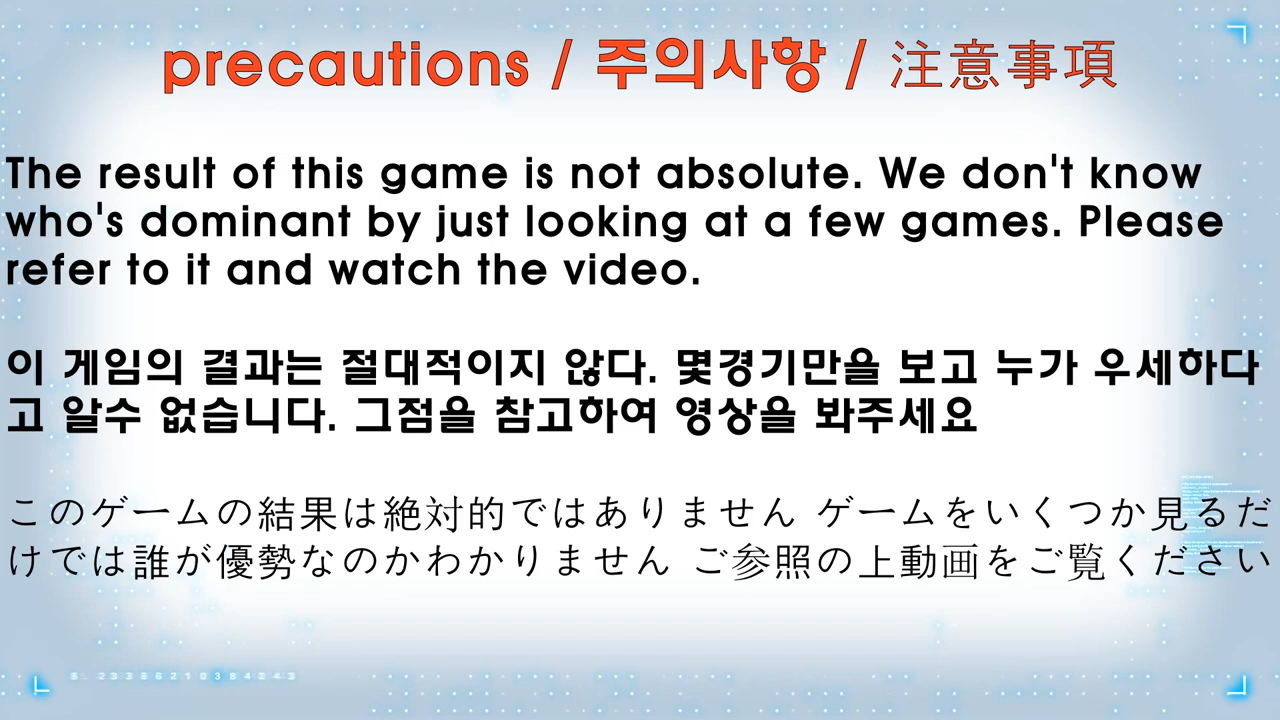 precautions / 주의사항 / 注意事項
The result of this game is not absolute. We don't know
who's dominant by just looking at a few games. Please
refer to it and watch the video.
이 게임의 결과는 절대적이지 않다. 몇경기만을 보고 누가 우세하다
고 알수 없습니다. 그점을 참고하여 영상을 봐주세요
このゲームの結果は絶対的ではありません ゲームをいくつか見るだ
けでは誰が優勢なのかわかりません ご参照の上動画をご覧ください